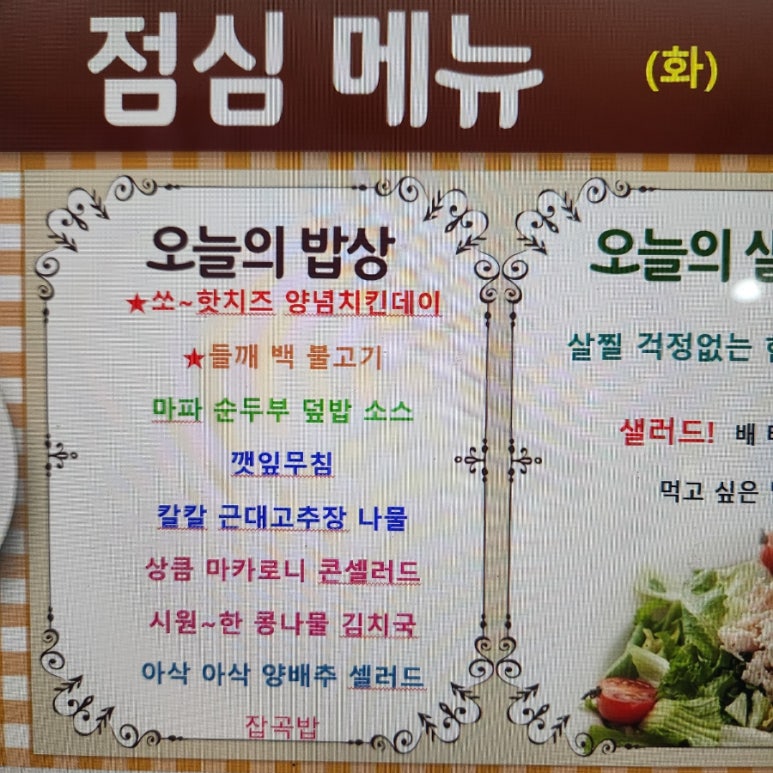 점심 메뉴 (화)
오늘의 밥상
★쏘~핫치즈 양념치킨데이
★들깨 백 불고기
마파 순두부 덮밥 소스
깻잎무침
칼칼 근대고추장 나물
상큼 마카로니 콘셀러드
시원~한 콩나물 김치국
아삭 아삭 양배추 셀러드
잡곡밥
오늘의
살찔 걱정없는
샐러드! 배
먹고 싶은